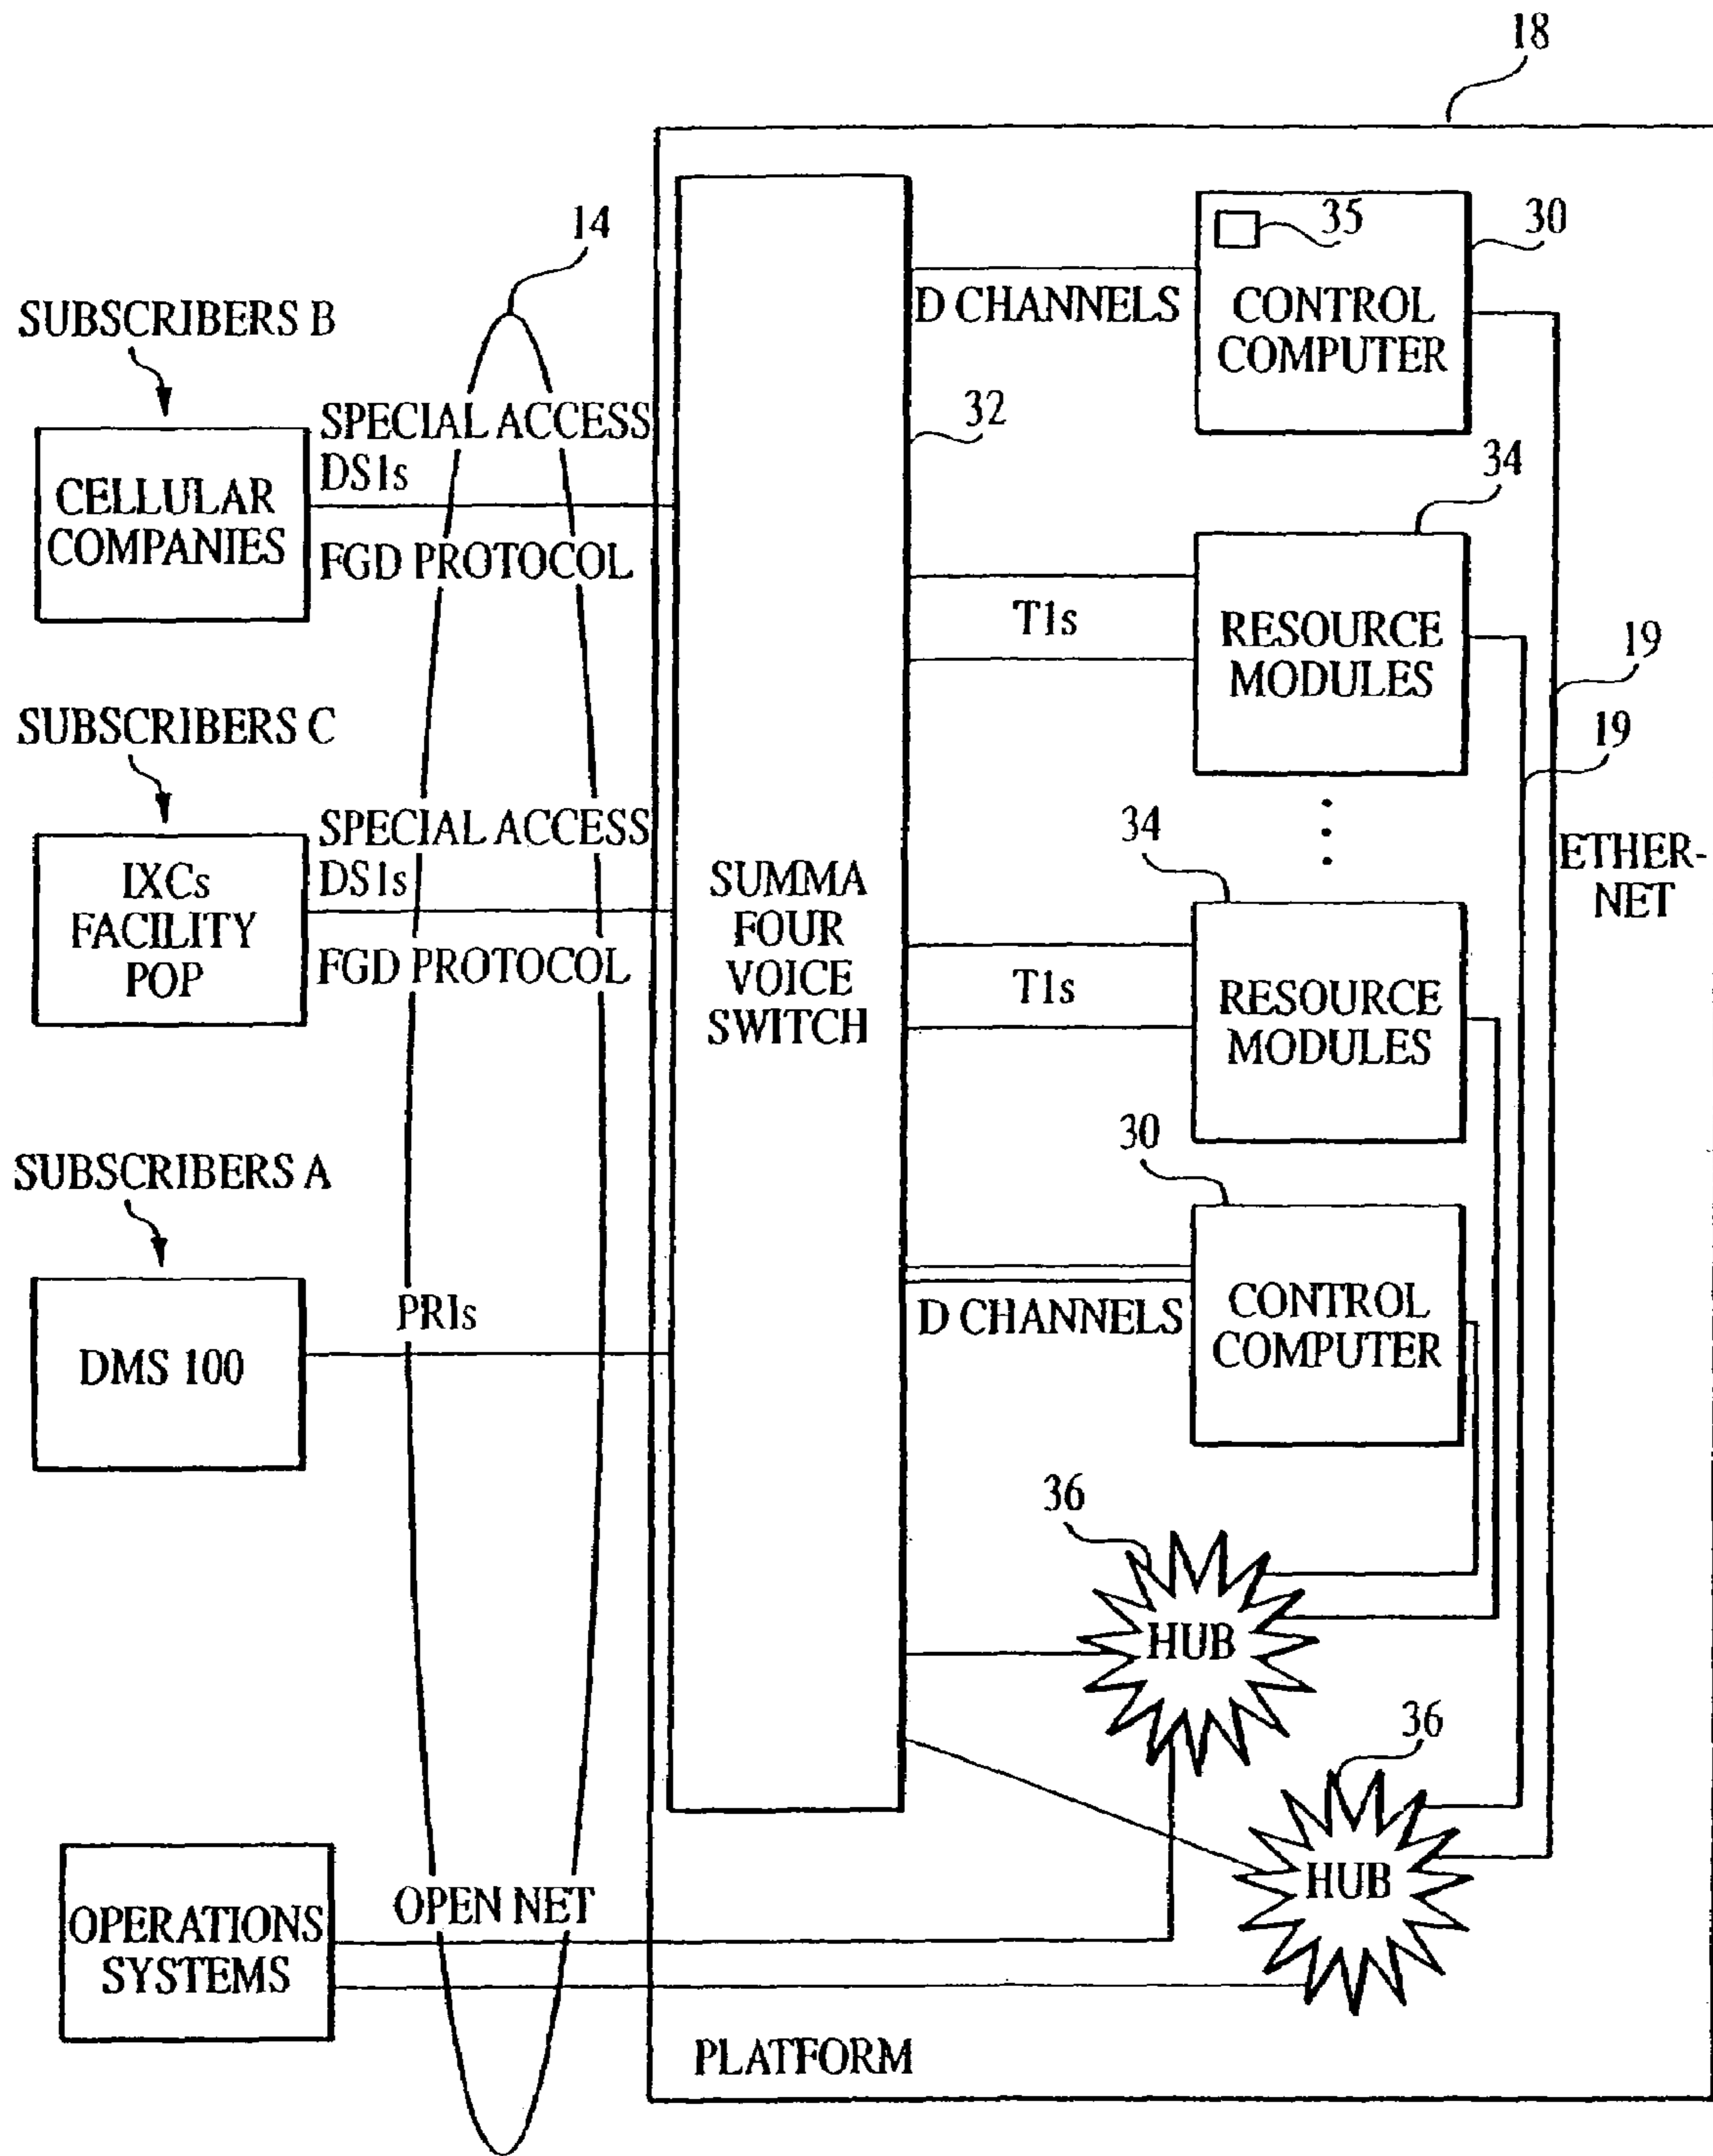 18
14
35
30
SUBSCRIBERS B
D CHANNELS
CONTROL
COMPUTER
32
SPECIAL ACCESS
DS1s
CELLULAR
COMPANIES
FGD PROTOCOL
34
T1s
RESOURCE
MODULES
19
19
SUBSCRIBERS C
SPECIAL ACCESS
DS1s
IXCs
FACILITY
POP
FGD PROTOCOL
SUMMA
FOUR
VOICE
SWITCH
34
ETHER-
NET
T1s
RESOURCE
MODULES
30
SUBSCRIBERS A
PRIs
DMS 100
D CHANNELS
CONTROL
COMPUTER
36
HUB
36
HUB
OPEN NET
OPERATIONS
SYSTEMS
PLATFORM